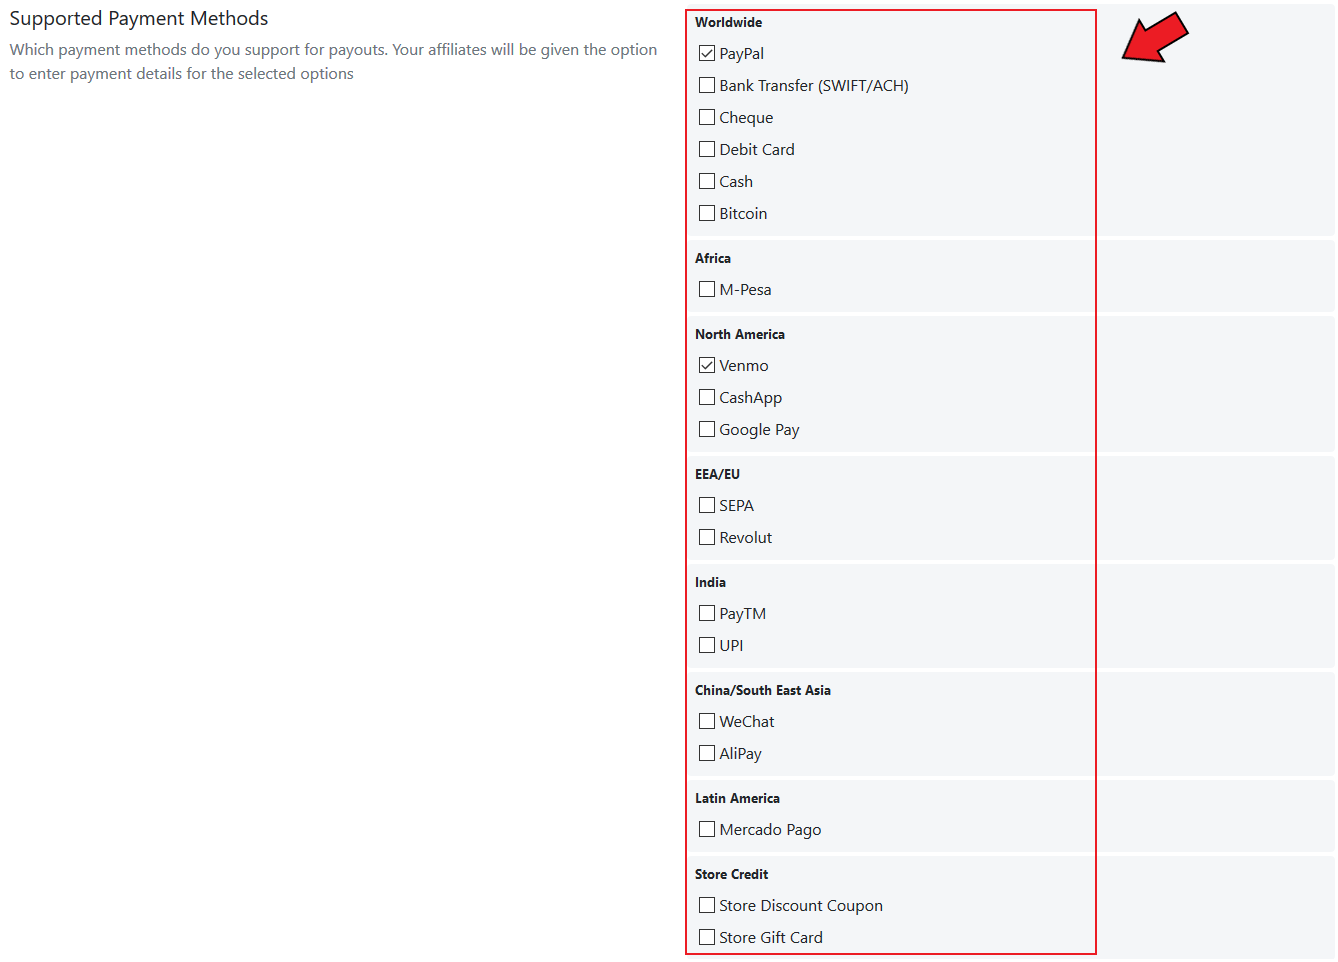 Supported Payment Methods
Which payment methods do you support for payouts. Your affiliates will be given the option
to enter payment details for the selected options
Worldwide
PayPal
Bank Transfer (SWIFT/ACH)
Cheque
Debit Card
Cash
Bitcoin
Africa
M-Pesa
North America
Venmo
CashApp
Google Pay
EEA/EU
SEPA
Revolut
India
PayTM
UPI
China/South East Asia
WeChat
AliPay
Latin America
Mercado Pago
Store Credit
Store Discount Coupon
Store Gift Card